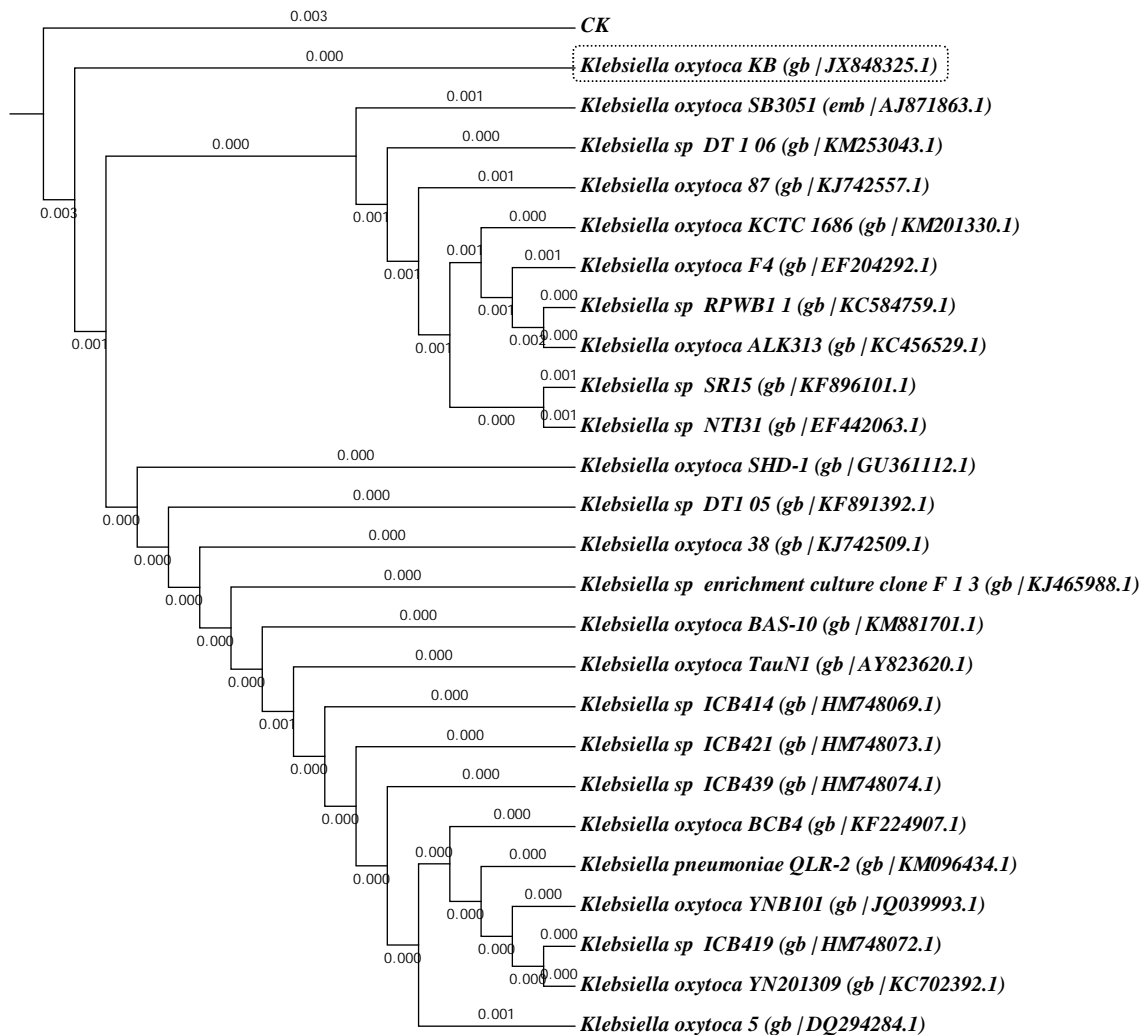 0.003
CK
0.000
Klebsiella oxytoca KB (gb | JX848325.1)
0.001
Klebsiella oxytoca SB3051 (emb | AJ871863.1)
0.000
0.000
Klebsiella sp DT 1 06 (gb | KM253043.1)
0.001
Klebsiella oxytoca 87 (gb | KJ742557.1)
0.003
0.001
0.000
Klebsiella oxytoca KCTC 1686 (gb | KM201330.1)
0.001
0.001
0.001
Klebsiella oxytoca F4 (gb | EF204292.1)
0.001
0.000
Klebsiella sp RPWB1 1 (gb | KC584759.1)
0.001
0.001
0.001
0.002
0.000
Klebsiella oxytoca ALK313 (gb | KC456529.1)
0.001
Klebsiella sp SR15 (gb | KF896101.1)
0.000
0.001
Klebsiella sp NTI31 (gb | EF442063.1)
0.000
Klebsiella oxytoca SHD-1 (gb | GU361112.1)
0.000
Klebsiella sp DT1 05 (gb | KF891392.1)
0.000
0.000
Klebsiella oxytoca 38 (gb | KJ742509.1)
0.000
0.000
Klebsiella sp enrichment culture clone F 1 3 (gb | KJ465988.1)
0.000
0.000
Klebsiella oxytoca BAS-10 (gb | KM881701.1)
0.000
0.000
Klebsiella oxytoca TauN1 (gb | AY823620.1)
0.000
0.000
Klebsiella sp ICB414 (gb | HM748069.1)
0.001
0.000
Klebsiella sp ICB421 (gb | HM748073.1)
0.000
0.000
Klebsiella sp ICB439 (gb | HM748074.1)
0.000
0.000
Klebsiella oxytoca BCB4 (gb | KF224907.1)
0.000
0.000
0.000
Klebsiella pneumoniae QLR-2 (gb | KM096434.1)
0.000
0.000
Klebsiella oxytoca YNB101 (gb | JQ039993.1)
0.000
0.000
0.000
Klebsiella sp ICB419 (gb | HM748072.1)
0.000
0.000
Klebsiella oxytoca YN201309 (gb | KC702392.1)
0.001
Klebsiella oxytoca 5 (gb | DQ294284.1)